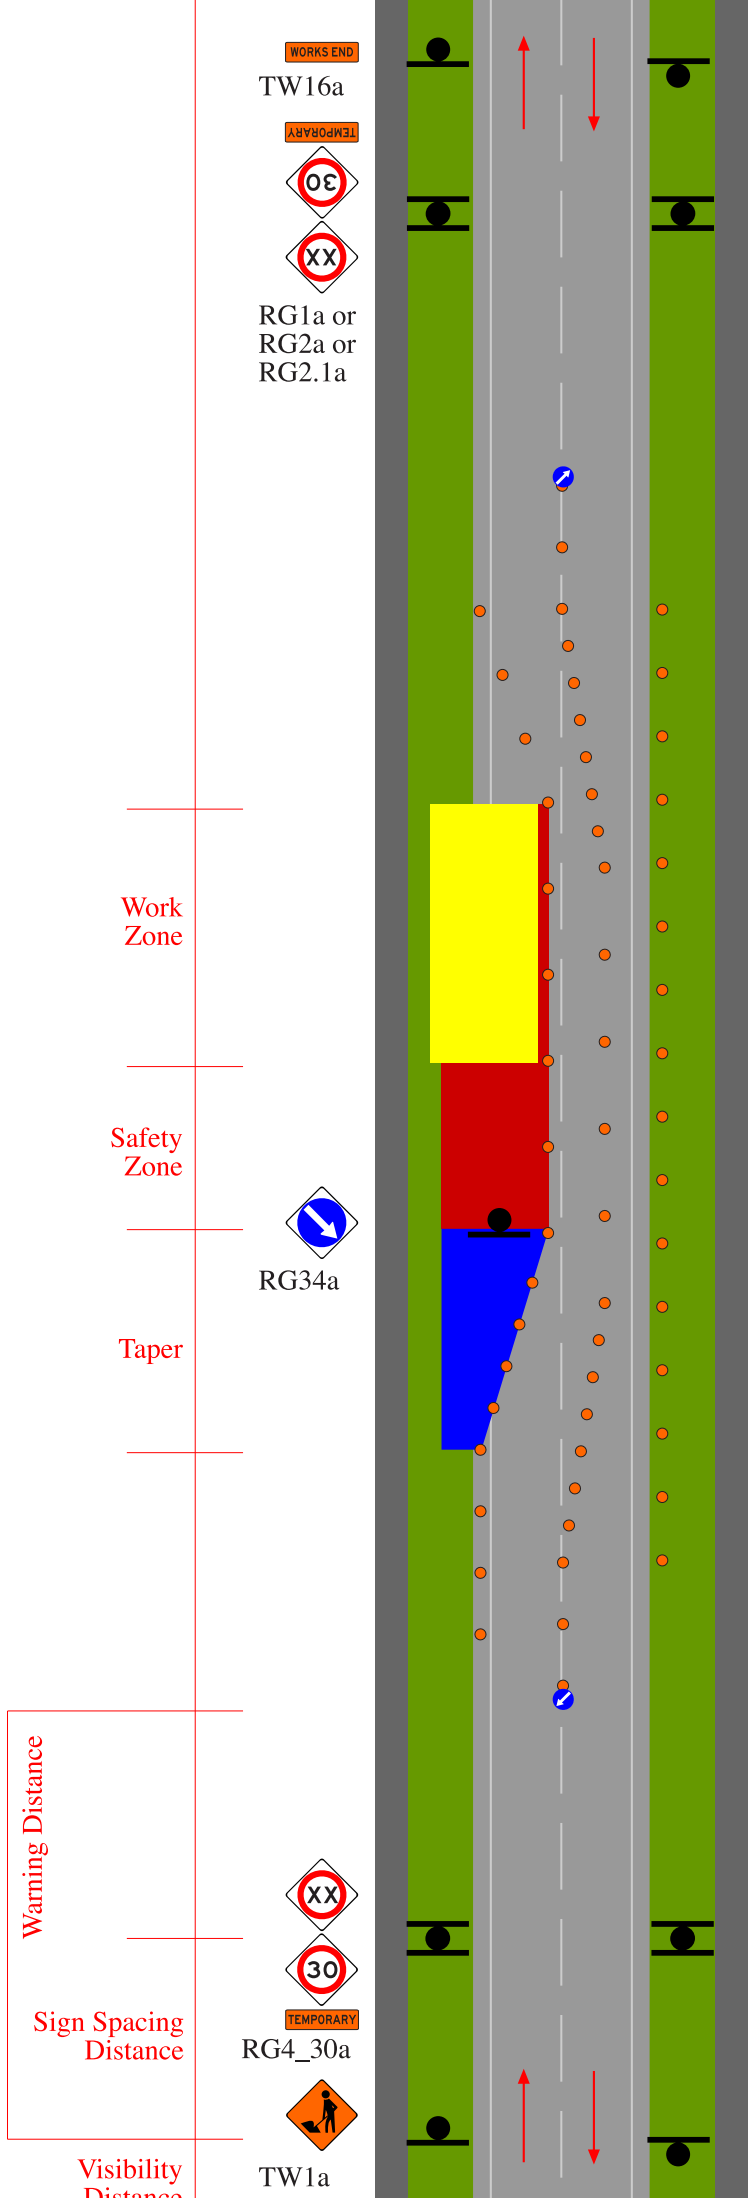 WORKS END
TW16a
TEMPORARY
30
XX
RG1a or
RG2a or
RG2.1a
Work
Zone
Safety
Zone
RG34a
Taper
Warning Distance
XX
30
Sign Spacing
Distance
TEMPORARY
RG4_30a
TW1a
Visibility
Distance